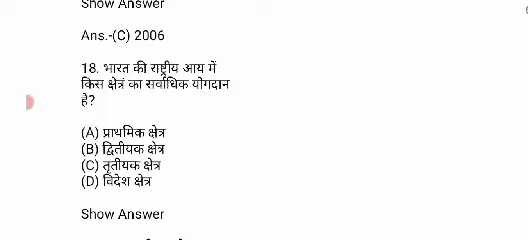 Show Answer
Ans.-(C) 2006
18. भारत की राष्ट्रीय आय में
किस क्षेत्रं का सर्वाधिक योगदान
है?
(A) प्राथमिक क्षेत्र
(B) द्वितीयक क्षेत्र
(C) तृतीयक क्षेत्र
(D) विदेश क्षेत्र
Show Answer